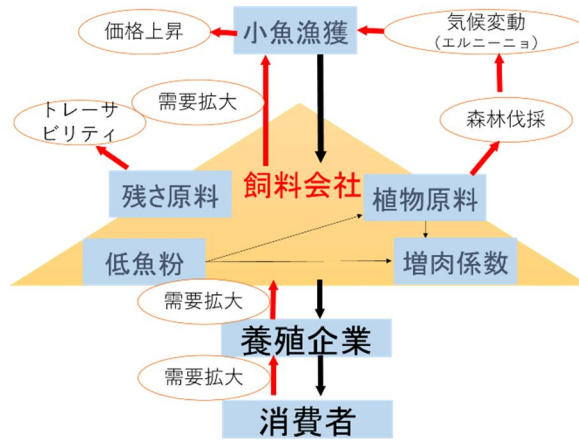 価格上昇
小魚漁獲
気候変動
(エルニーニョ)
需要拡大
トレーサ
ビリティ
森林伐採
残さ原料
飼料会社
植物原料
低魚粉
増肉係数
需要拡大
養殖企業
需要拡大
消費者